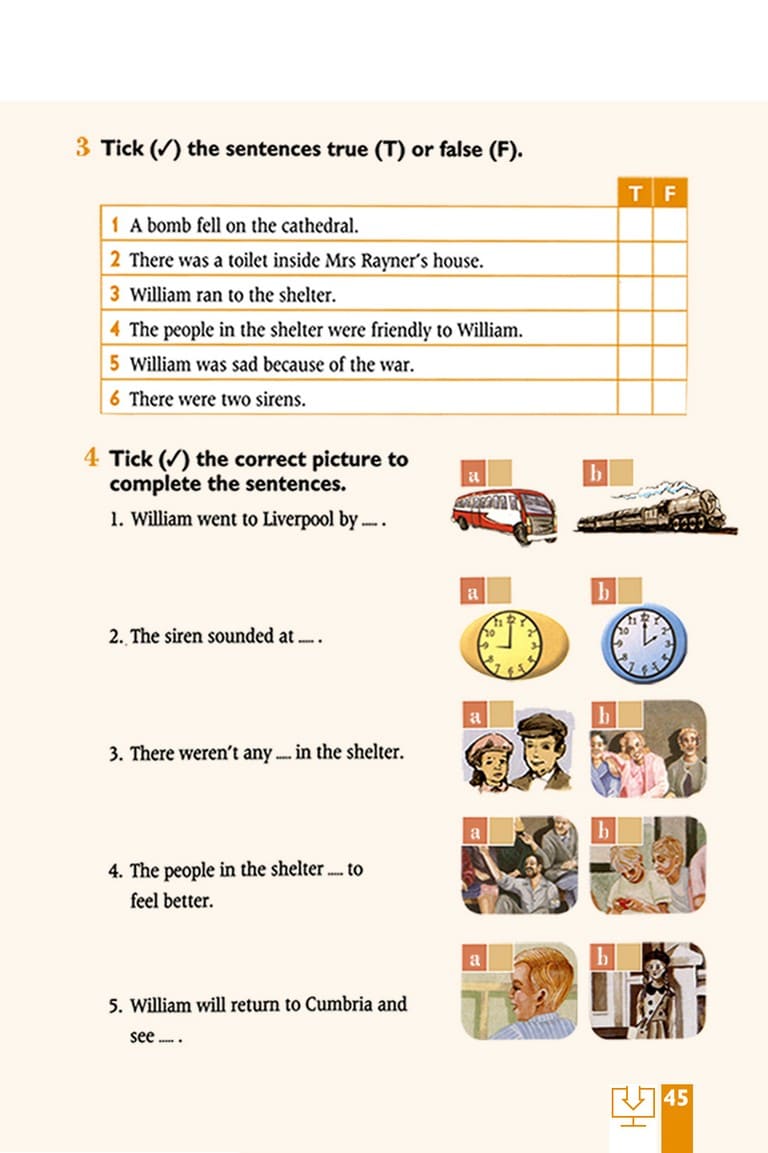 3 Tick (✓) the sentences true (T) or false (F).
T F
1 A bomb fell on the cathedral.
2 There was a toilet inside Mrs Rayner's house.
3 William ran to the shelter.
4 The people in the shelter were friendly to William.
5 William was sad because of the war.
6 There were two sirens.
4 Tick (✓) the correct picture to
complete the sentences.
a b
1. William went to Liverpool by .... .
a b
2. The siren sounded at .... .
a b
3. There weren't any .... in the shelter.
a b
4. The people in the shelter .... to
feel better.
a b
5. William will return to Cumbria and
see .... .
45